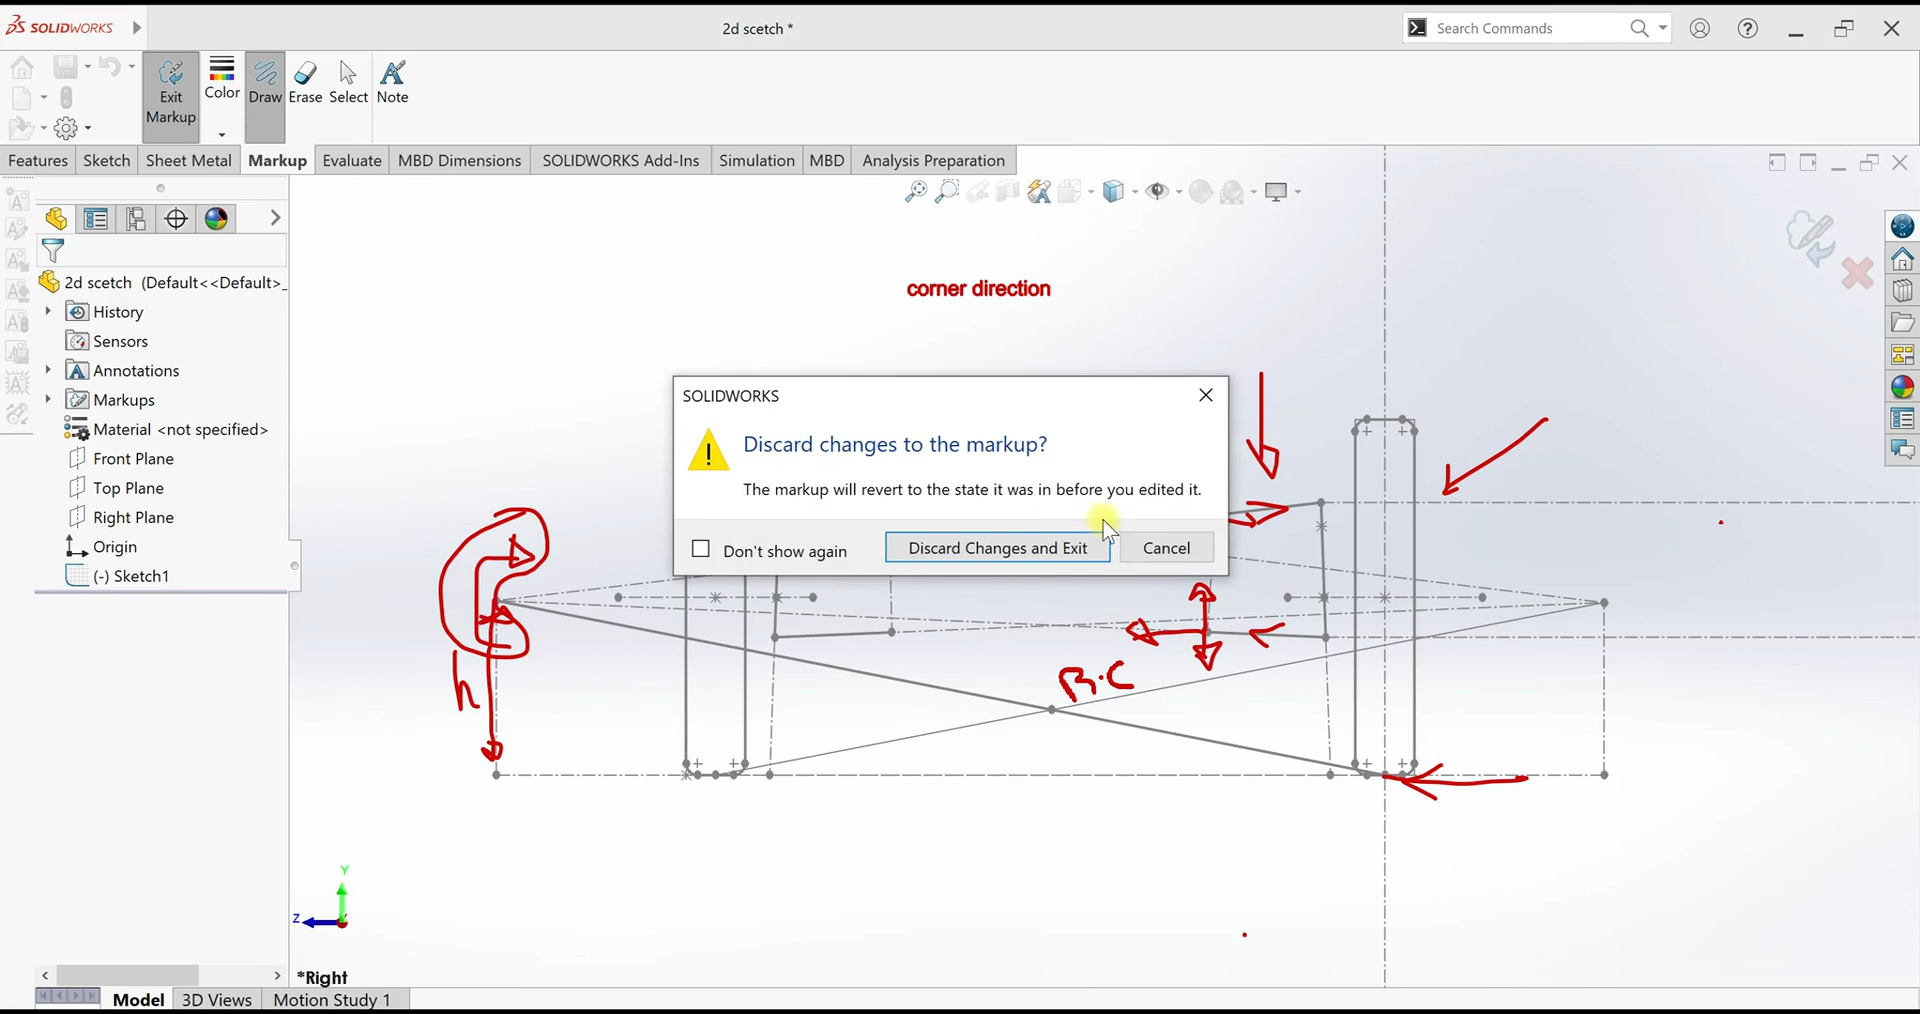 SOLIDWORKS
2d scetch *
Search Commands
Exit
Markup
Color
Draw
Erase
Select
Note
Features
Sketch
Sheet Metal
Markup
Evaluate
MBD Dimensions
SOLIDWORKS Add-Ins
Simulation
MBD
Analysis Preparation
2d scetch (Default<<Default>_
History
Sensors
Annotations
Markups
Material <not specified>
Front Plane
Top Plane
Right Plane
Origin
(-) Sketch1
corner direction
SOLIDWORKS
Discard changes to the markup?
The markup will revert to the state it was in before you edited it.
Don't show again
Discard Changes and Exit
Cancel
R.C
h
Y
Z
*Right
Model
3D Views
Motion Study 1